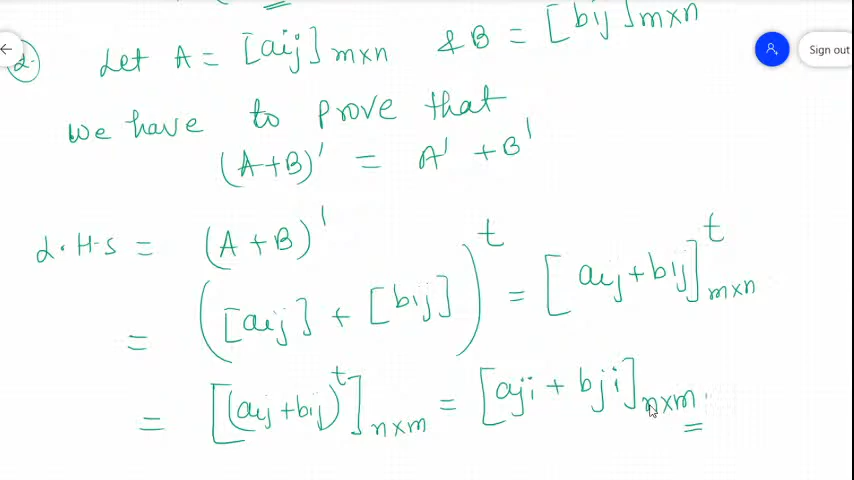 2. Let A = [aij] m×n & B = [bij] m×n
Sign out
We have to prove that
(A+B)' = A' + B'
L.H.S = (A+B)'
= ([aij] + [bij])^t = [aij+bij]^t m×n
= [(aij+bij)^t] n×m = [aji + bji] n×m